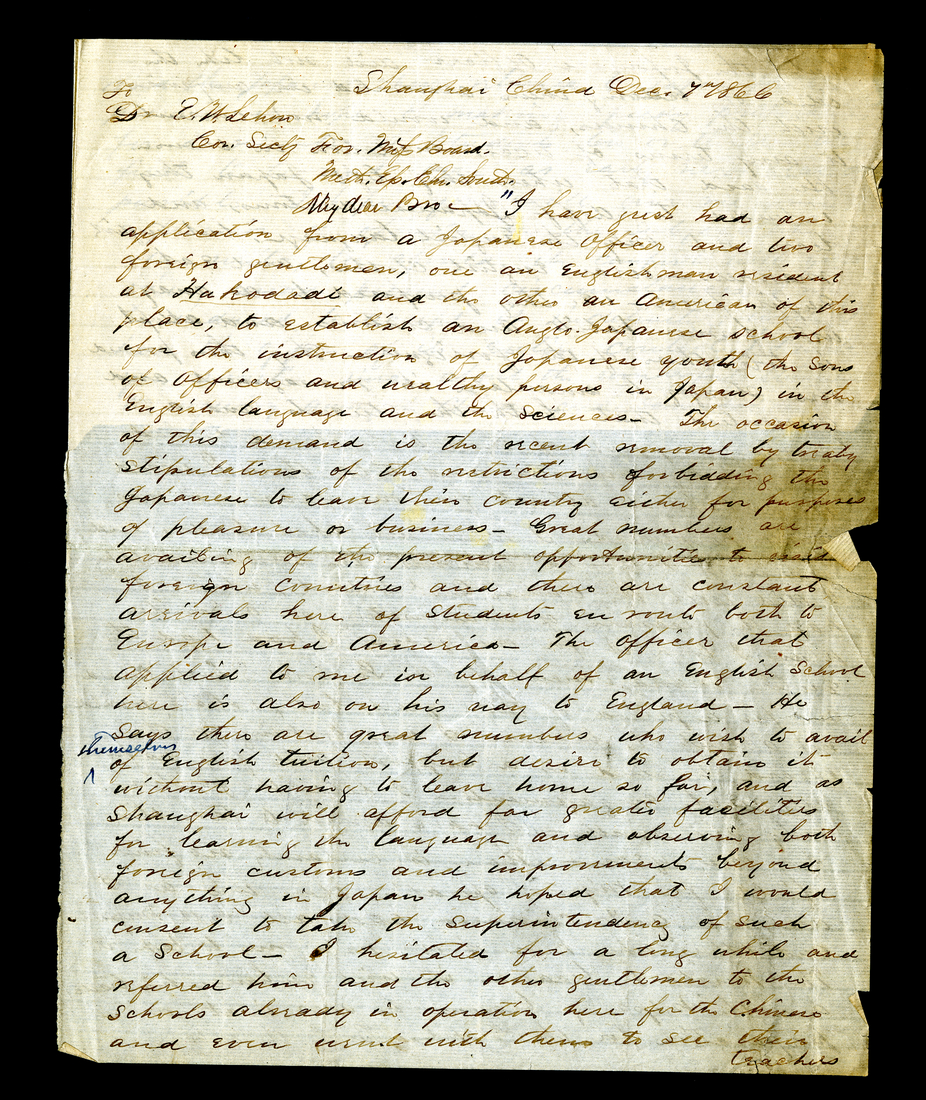 Shanghai China Dec. 7th 1866
To
Dr E. W. Sehon
Cor. Secty For. Miss Board.
Meth. Ep. Ch. South.
My dear Bro— "I have just had an
application from a Japanese Officer and two
foreign gentlemen, one an Englishman resident
at Hakodadi and the other an American of this
place, to establish an Anglo-Japanese school
for the instruction of Japanese youth (the sons
of Officers and wealthy persons in Japan) in the
English language and the sciences— The occasion
of this demand is the recent removal by treaty
stipulations of the restrictions forbidding the
Japanese to leave their country either for purposes
of pleasure or business— Great numbers are
availing of the present opportunities to visit
foreign countries and there are constant
arrivals here of students en route both to
Europe and America— The Officer that
applied to me in behalf of an English School
here is also on his way to England— He
says there are great numbers who wish to avail
themselves
of English tuition, but desire to obtain it
without having to leave home so far, and as
Shanghai will afford far greater facilities
for learning the language and observing both
foreign customs and improvements beyond
anything in Japan he hoped that I would
consent to take the superintendency of such
a School— I hesitated for a long while and
referred him and the other gentlemen to the
Schools already in operation here for the Chinese
and even went with them to see their
teachers